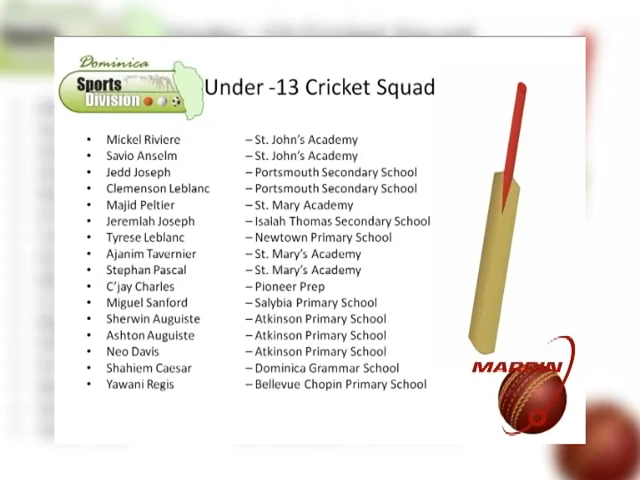 Dominica
Sports
Division
Under -13 Cricket Squad
• Mickel Riviere – St. John's Academy
• Savio Anselm – St. John's Academy
• Jedd Joseph – Portsmouth Secondary School
• Clemenson Leblanc – Portsmouth Secondary School
• Majid Peltier – St. Mary Academy
• Jeremiah Joseph – Isaiah Thomas Secondary School
• Tyrese Leblanc – Newtown Primary School
• Ajanim Tavernier – St. Mary's Academy
• Stephan Pascal – St. Mary's Academy
• C'jay Charles – Pioneer Prep
• Miguel Sanford – Salybia Primary School
• Sherwin Auguiste – Atkinson Primary School
• Ashton Auguiste – Atkinson Primary School
• Neo Davis – Atkinson Primary School
• Shahiem Caesar – Dominica Grammar School
• Yawani Regis – Bellevue Chopin Primary School
MARPIN